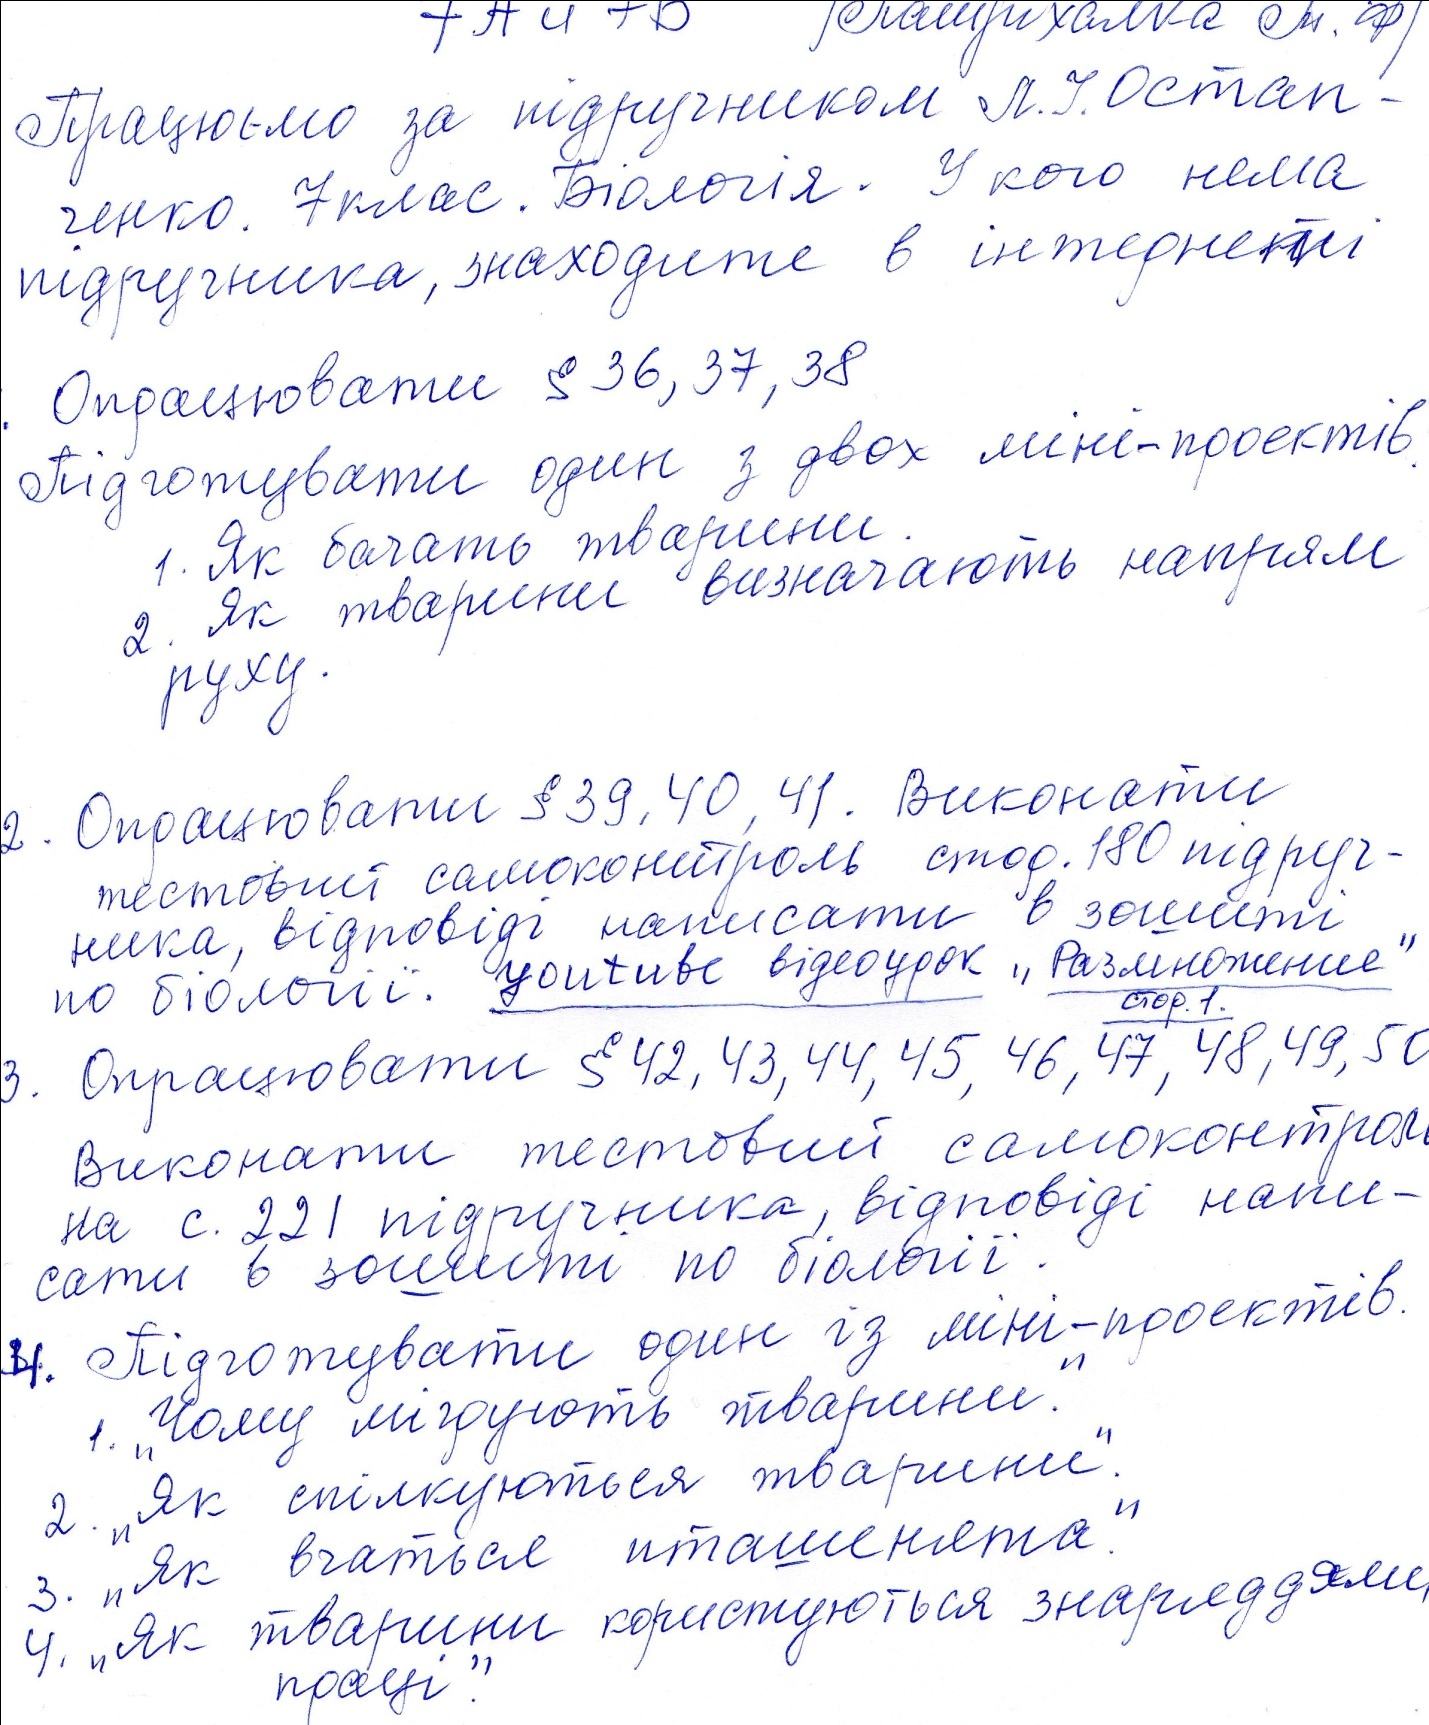 7А и 7Б
Працюємо за підручником Л.І. Остап-
ченко. 7 клас. Біологія. У кого нема
підручника, знаходите в інтернеті
Опрацювати § 36, 37, 38
Підготувати один з двох міні-проектів.
1. Як бачать тварини.
2. Як тварини визначають напрям
руху.
2. Опрацювати § 39, 40, 41. Виконати
тестовий самоконтроль стор. 180 підруч-
ника, відповіді написати в зошиті
по біології. youtube відеоурок „Размножение"
стор. 1.
3. Опрацювати § 42, 43, 44, 45, 46, 47, 48, 49, 50
Виконати тестовий самоконтроль
на с. 221 підручника, відповіді напи-
сати в зошиті по біології.
4. Підготувати один із міні-проектів.
1. „Чому мігрують тварини".
2. „Як спілкуються тварини".
3. „Як вчаться пташенята".
4. „Як тварини користуються знаряддями
праці".